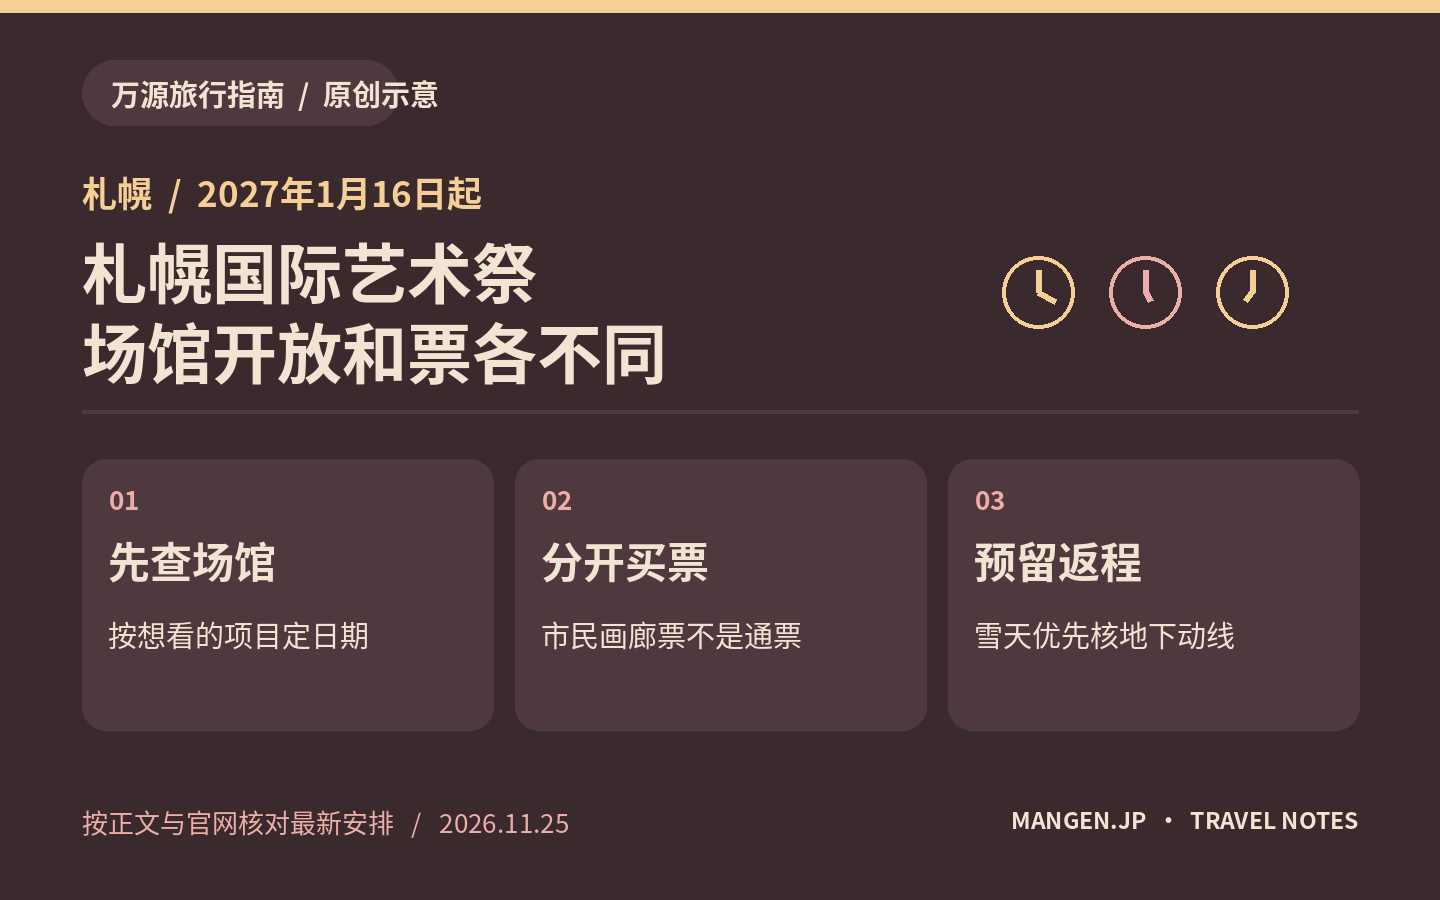 万源旅行指南 / 原创示意
札幌 / 2027年1月16日起
札幌国际艺术祭
场馆开放和票各不同
01
先查场馆
按想看的项目定日期
02
分开买票
市民画廊票不是通票
03
预留返程
雪天优先核地下动线
按正文与官网核对最新安排 / 2026.11.25
MANGEN.JP • TRAVEL NOTES